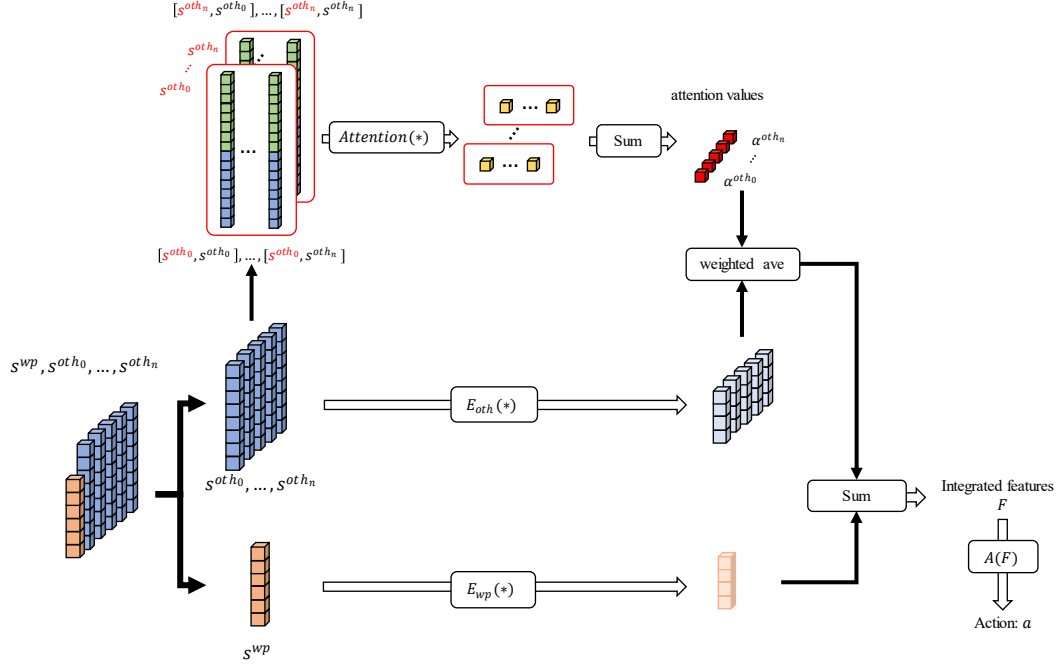 [s^{oth_n}, s^{oth_0}], ..., [s^{oth_n}, s^{oth_n}]
s^{oth_n}
⋰
s^{oth_0}
...
Attention(*)
...
...
Sum
attention values
α^{oth_n}
⋰
α^{oth_0}
[s^{oth_0}, s^{oth_0}], ..., [s^{oth_0}, s^{oth_n}]
weighted ave
s^{wp}, s^{oth_0}, ..., s^{oth_n}
E_{oth}(*)
s^{oth_0}, ..., s^{oth_n}
Sum
Integrated features
F
E_{wp}(*)
A(F)
s^{wp}
Action: a